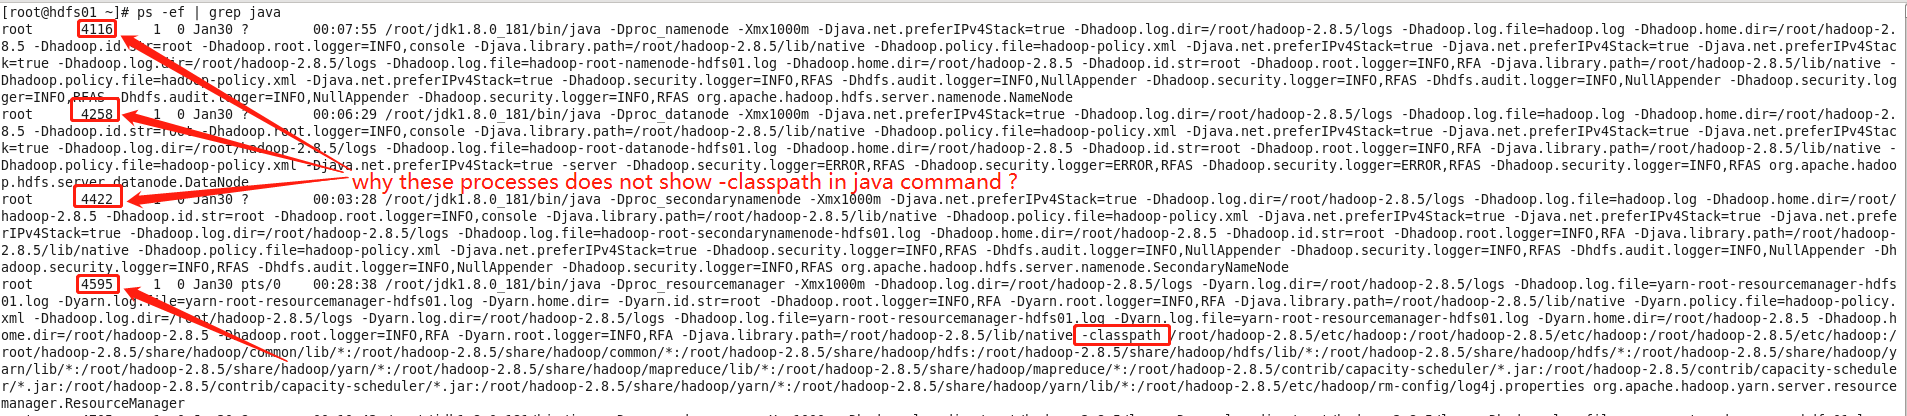 [root@hdfs01 ~]# ps -ef | grep java
root 4116 1 0 Jan30 ? 00:07:55 /root/jdk1.8.0_181/bin/java -Dproc_namenode -Xmx1000m -Djava.net.preferIPv4Stack=true -Dhadoop.log.dir=/root/hadoop-2.8.5/logs -Dhadoop.log.file=hadoop.log -Dhadoop.home.dir=/root/hadoop-2.
8.5 -Dhadoop.id.str=root -Dhadoop.root.logger=INFO,console -Djava.library.path=/root/hadoop-2.8.5/lib/native -Dhadoop.policy.file=hadoop-policy.xml -Djava.net.preferIPv4Stack=true -Djava.net.preferIPv4Stack=true -Djava.net.preferIPv4Stac
k=true -Dhadoop.log.dir=/root/hadoop-2.8.5/logs -Dhadoop.log.file=hadoop-root-namenode-hdfs01.log -Dhadoop.home.dir=/root/hadoop-2.8.5 -Dhadoop.id.str=root -Dhadoop.root.logger=INFO,RFA -Djava.library.path=/root/hadoop-2.8.5/lib/native -
Dhadoop.policy.file=hadoop-policy.xml -Djava.net.preferIPv4Stack=true -Dhadoop.security.logger=INFO,RFAS -Dhdfs.audit.logger=INFO,NullAppender -Dhadoop.security.logger=INFO,RFAS -Dhdfs.audit.logger=INFO,NullAppender -Dhadoop.security.log
ger=INFO,RFAS -Dhdfs.audit.logger=INFO,NullAppender -Dhadoop.security.logger=INFO,RFAS org.apache.hadoop.hdfs.server.namenode.NameNode
root 4258 1 0 Jan30 ? 00:06:29 /root/jdk1.8.0_181/bin/java -Dproc_datanode -Xmx1000m -Djava.net.preferIPv4Stack=true -Dhadoop.log.dir=/root/hadoop-2.8.5/logs -Dhadoop.log.file=hadoop.log -Dhadoop.home.dir=/root/hadoop-2.
8.5 -Dhadoop.id.str=root -Dhadoop.root.logger=INFO,console -Djava.library.path=/root/hadoop-2.8.5/lib/native -Dhadoop.policy.file=hadoop-policy.xml -Djava.net.preferIPv4Stack=true -Djava.net.preferIPv4Stack=true -Djava.net.preferIPv4Stac
k=true -Dhadoop.log.dir=/root/hadoop-2.8.5/logs -Dhadoop.log.file=hadoop-root-datanode-hdfs01.log -Dhadoop.home.dir=/root/hadoop-2.8.5 -Dhadoop.id.str=root -Dhadoop.root.logger=INFO,RFA -Djava.library.path=/root/hadoop-2.8.5/lib/native -
Dhadoop.policy.file=hadoop-policy.xml -Djava.net.preferIPv4Stack=true -server -Dhadoop.security.logger=ERROR,RFAS -Dhadoop.security.logger=ERROR,RFAS -Dhadoop.security.logger=ERROR,RFAS -Dhadoop.security.logger=INFO,RFAS org.apache.hadoo
p.hdfs.server.datanode.DataNode
why these processes does not show -classpath in java command ?
root 4422 1 0 Jan30 ? 00:03:28 /root/jdk1.8.0_181/bin/java -Dproc_secondarynamenode -Xmx1000m -Djava.net.preferIPv4Stack=true -Dhadoop.log.dir=/root/hadoop-2.8.5/logs -Dhadoop.log.file=hadoop.log -Dhadoop.home.dir=/root/
hadoop-2.8.5 -Dhadoop.id.str=root -Dhadoop.root.logger=INFO,console -Djava.library.path=/root/hadoop-2.8.5/lib/native -Dhadoop.policy.file=hadoop-policy.xml -Djava.net.preferIPv4Stack=true -Djava.net.preferIPv4Stack=true -Djava.net.prefe
rIPv4Stack=true -Dhadoop.log.dir=/root/hadoop-2.8.5/logs -Dhadoop.log.file=hadoop-root-secondarynamenode-hdfs01.log -Dhadoop.home.dir=/root/hadoop-2.8.5 -Dhadoop.id.str=root -Dhadoop.root.logger=INFO,RFA -Djava.library.path=/root/hadoop-
2.8.5/lib/native -Dhadoop.policy.file=hadoop-policy.xml -Djava.net.preferIPv4Stack=true -Dhadoop.security.logger=INFO,RFAS -Dhdfs.audit.logger=INFO,NullAppender -Dhadoop.security.logger=INFO,RFAS -Dhdfs.audit.logger=INFO,NullAppender -Dh
adoop.security.logger=INFO,RFAS -Dhdfs.audit.logger=INFO,NullAppender -Dhadoop.security.logger=INFO,RFAS org.apache.hadoop.hdfs.server.namenode.SecondaryNameNode
root 4595 1 0 Jan30 pts/0 00:28:38 /root/jdk1.8.0_181/bin/java -Dproc_resourcemanager -Xmx1000m -Dhadoop.log.dir=/root/hadoop-2.8.5/logs -Dyarn.log.dir=/root/hadoop-2.8.5/logs -Dhadoop.log.file=yarn-root-resourcemanager-hdfs
01.log -Dyarn.log.file=yarn-root-resourcemanager-hdfs01.log -Dyarn.home.dir= -Dyarn.id.str=root -Dhadoop.root.logger=INFO,RFA -Dyarn.root.logger=INFO,RFA -Djava.library.path=/root/hadoop-2.8.5/lib/native -Dyarn.policy.file=hadoop-policy.
xml -Dhadoop.log.dir=/root/hadoop-2.8.5/logs -Dyarn.log.dir=/root/hadoop-2.8.5/logs -Dhadoop.log.file=yarn-root-resourcemanager-hdfs01.log -Dyarn.log.file=yarn-root-resourcemanager-hdfs01.log -Dyarn.home.dir=/root/hadoop-2.8.5 -Dhadoop.h
ome.dir=/root/hadoop-2.8.5 -Dhadoop.root.logger=INFO,RFA -Dyarn.root.logger=INFO,RFA -Djava.library.path=/root/hadoop-2.8.5/lib/native -classpath /root/hadoop-2.8.5/etc/hadoop:/root/hadoop-2.8.5/etc/hadoop:/root/hadoop-2.8.5/etc/hadoop:/
root/hadoop-2.8.5/share/hadoop/common/lib/*:/root/hadoop-2.8.5/share/hadoop/common/*:/root/hadoop-2.8.5/share/hadoop/hdfs:/root/hadoop-2.8.5/share/hadoop/hdfs/lib/*:/root/hadoop-2.8.5/share/hadoop/hdfs/*:/root/hadoop-2.8.5/share/hadoop/y
arn/lib/*:/root/hadoop-2.8.5/share/hadoop/yarn/*:/root/hadoop-2.8.5/share/hadoop/mapreduce/lib/*:/root/hadoop-2.8.5/share/hadoop/mapreduce/*:/root/hadoop-2.8.5/contrib/capacity-scheduler/*.jar:/root/hadoop-2.8.5/contrib/capacity-schedule
r/*.jar:/root/hadoop-2.8.5/contrib/capacity-scheduler/*.jar:/root/hadoop-2.8.5/share/hadoop/yarn/*:/root/hadoop-2.8.5/share/hadoop/yarn/lib/*:/root/hadoop-2.8.5/etc/hadoop/rm-config/log4j.properties org.apache.hadoop.yarn.server.resource
manager.ResourceManager